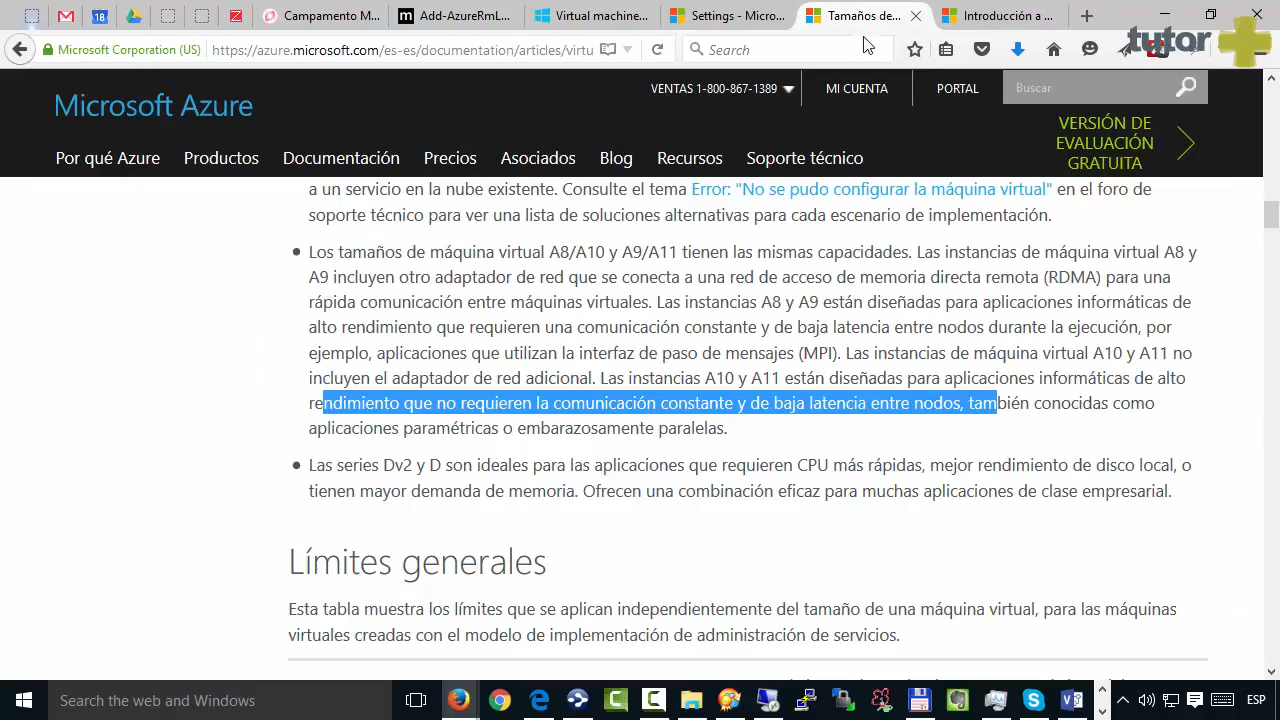 Campamento M...
Add-AzureRmL...
Virtual machine...
Settings - Micro...
Tamaños de...
Introducción a ...
Microsoft Corporation (US)
https://azure.microsoft.com/es-es/documentation/articles/virtu
Search
tutor
Microsoft Azure
VENTAS 1-800-867-1389
MI CUENTA
PORTAL
Buscar
VERSIÓN DE
EVALUACIÓN
GRATUITA
Por qué Azure
Productos
Documentación
Precios
Asociados
Blog
Recursos
Soporte técnico
a un servicio en la nube existente. Consulte el tema Error: "No se pudo configurar la máquina virtual" en el foro de
soporte técnico para ver una lista de soluciones alternativas para cada escenario de implementación.
Los tamaños de máquina virtual A8/A10 y A9/A11 tienen las mismas capacidades. Las instancias de máquina virtual A8 y
A9 incluyen otro adaptador de red que se conecta a una red de acceso de memoria directa remota (RDMA) para una
rápida comunicación entre máquinas virtuales. Las instancias A8 y A9 están diseñadas para aplicaciones informáticas de
alto rendimiento que requieren una comunicación constante y de baja latencia entre nodos durante la ejecución, por
ejemplo, aplicaciones que utilizan la interfaz de paso de mensajes (MPI). Las instancias de máquina virtual A10 y A11 no
incluyen el adaptador de red adicional. Las instancias A10 y A11 están diseñadas para aplicaciones informáticas de alto
rendimiento que no requieren la comunicación constante y de baja latencia entre nodos, también conocidas como
aplicaciones paramétricas o embarazosamente paralelas.
Las series Dv2 y D son ideales para las aplicaciones que requieren CPU más rápidas, mejor rendimiento de disco local, o
tienen mayor demanda de memoria. Ofrecen una combinación eficaz para muchas aplicaciones de clase empresarial.
Límites generales
Esta tabla muestra los límites que se aplican independientemente del tamaño de una máquina virtual, para las máquinas
virtuales creadas con el modelo de implementación de administración de servicios.
Search the web and Windows
ESP